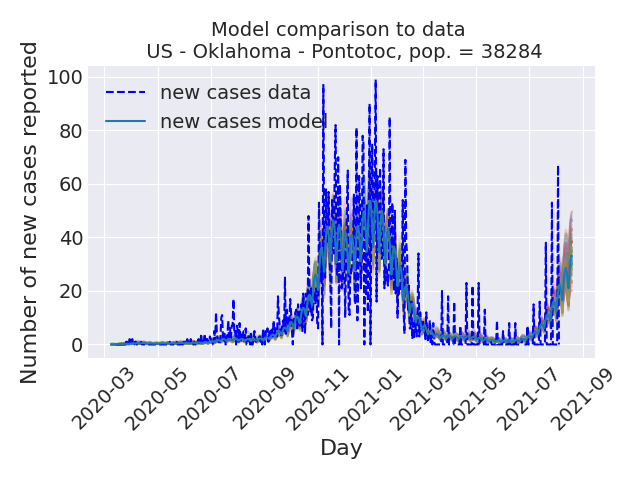 Model comparison to data
US - Oklahoma - Pontotoc, pop. = 38284
Number of new cases reported
100
80
60
40
20
0
new cases data
new cases model
2020-03
2020-05
2020-07
2020-09
2020-11
2021-01
2021-03
2021-05
2021-07
2021-09
Day